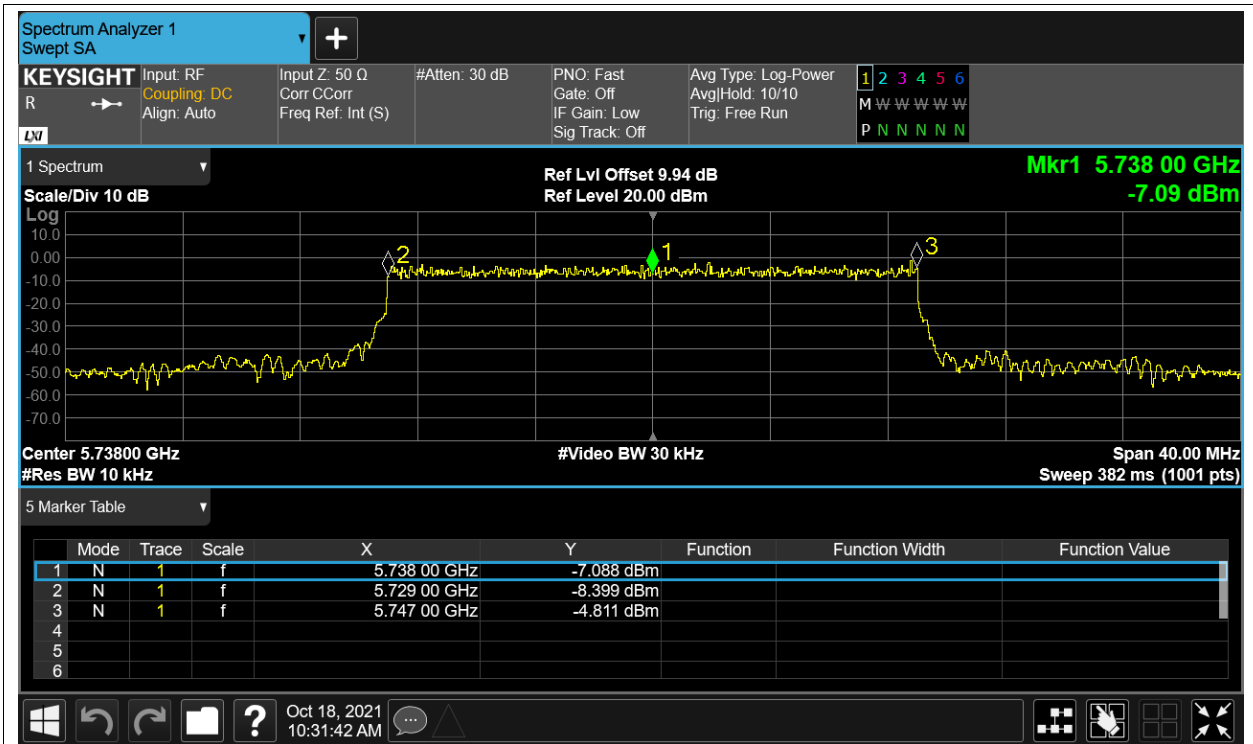 Spectrum Analyzer 1
Swept SA
+
KEYSIGHT Input: RF Input Z: 50 Ω #Atten: 30 dB PNO: Fast Avg Type: Log-Power 1 2 3 4 5 6
R Coupling: DC Corr CCorr Gate: Off Avg|Hold: 10/10 M W W W W W
Align: Auto Freq Ref: Int (S) IF Gain: Low Trig: Free Run
LXI Sig Track: Off P N N N N N
1 Spectrum
Ref Lvl Offset 9.94 dB Mkr1 5.738 00 GHz
Scale/Div 10 dB Ref Level 20.00 dBm -7.09 dBm
Log
10.0
0.00
-10.0
-20.0
-30.0
-40.0
-50.0
-60.0
-70.0
2 1 3
Center 5.73800 GHz #Video BW 30 kHz Span 40.00 MHz
#Res BW 10 kHz Sweep 382 ms (1001 pts)
5 Marker Table
Mode Trace Scale X Y Function Function Width Function Value
1 N 1 f 5.738 00 GHz -7.088 dBm
2 N 1 f 5.729 00 GHz -8.399 dBm
3 N 1 f 5.747 00 GHz -4.811 dBm
4
5
6
? Oct 18, 2021
10:31:42 AM